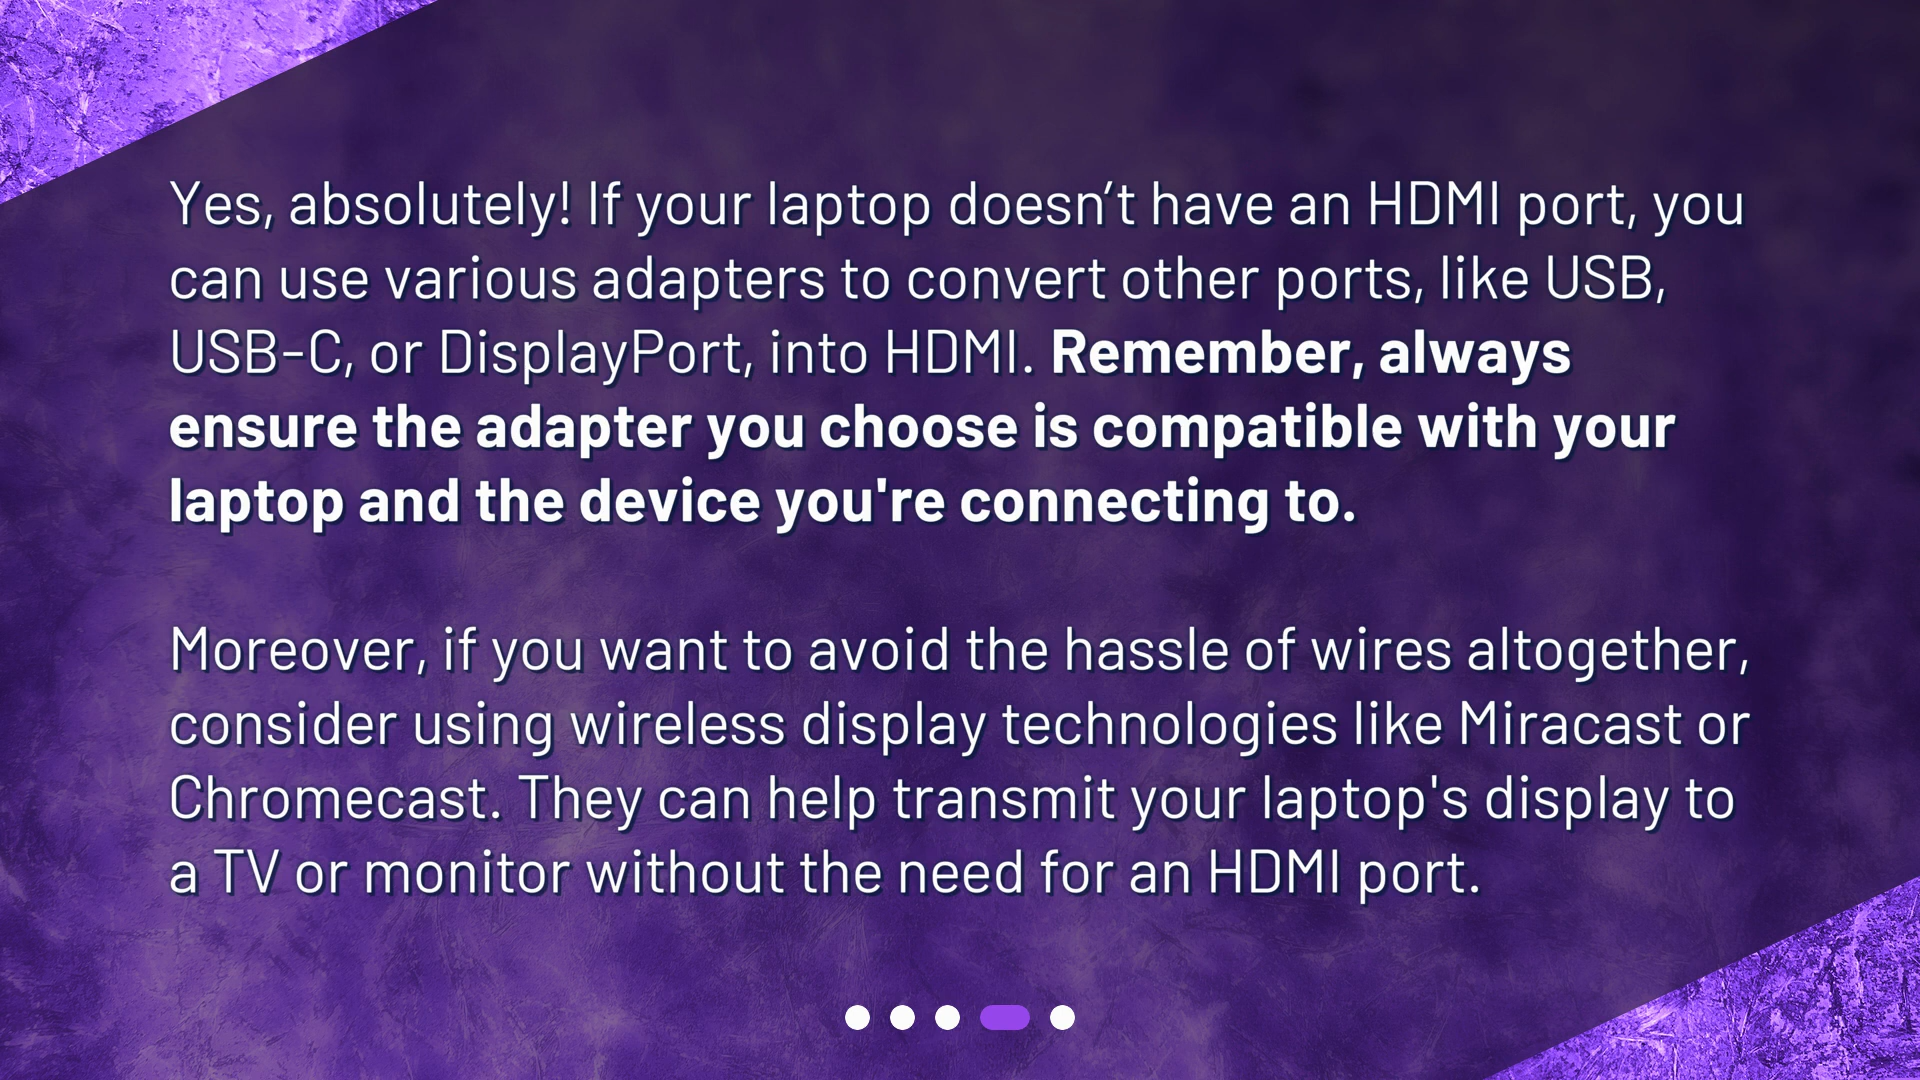 Yes, absolutely! If your laptop doesn’t have an HDMI port, you
can use various adapters to convert other ports, like USB,
USB-C, or DisplayPort, into HDMI. Remember, always
ensure the adapter you choose is compatible with your
laptop and the device you're connecting to.
Moreover, if you want to avoid the hassle of wires altogether,
consider using wireless display technologies like Miracast or
Chromecast. They can help transmit your laptop's display to
a TV or monitor without the need for an HDMI port.